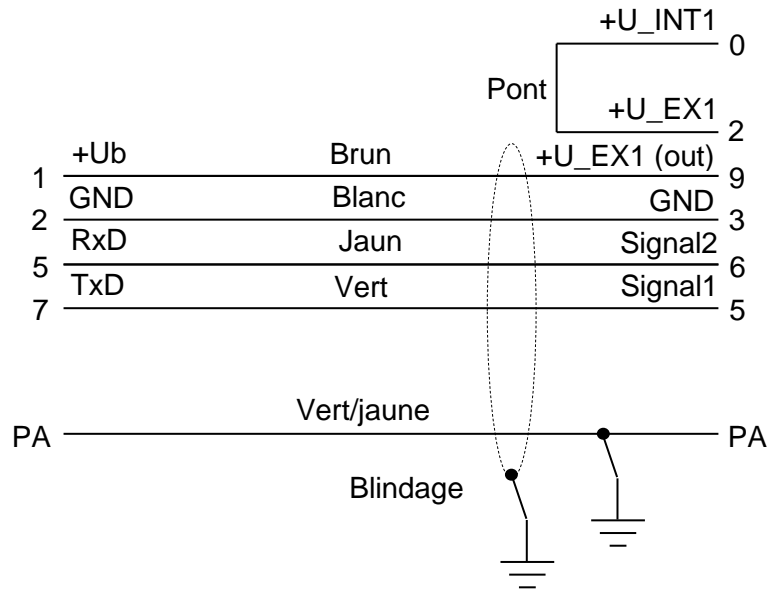 +U_INT1
0
Pont
+U_EX1
2
+Ub Brun +U_EX1 (out)
1 9
GND Blanc GND
2 3
RxD Jaun Signal2
5 6
TxD Vert Signal1
7 5
Vert/jaune
PA PA
Blindage